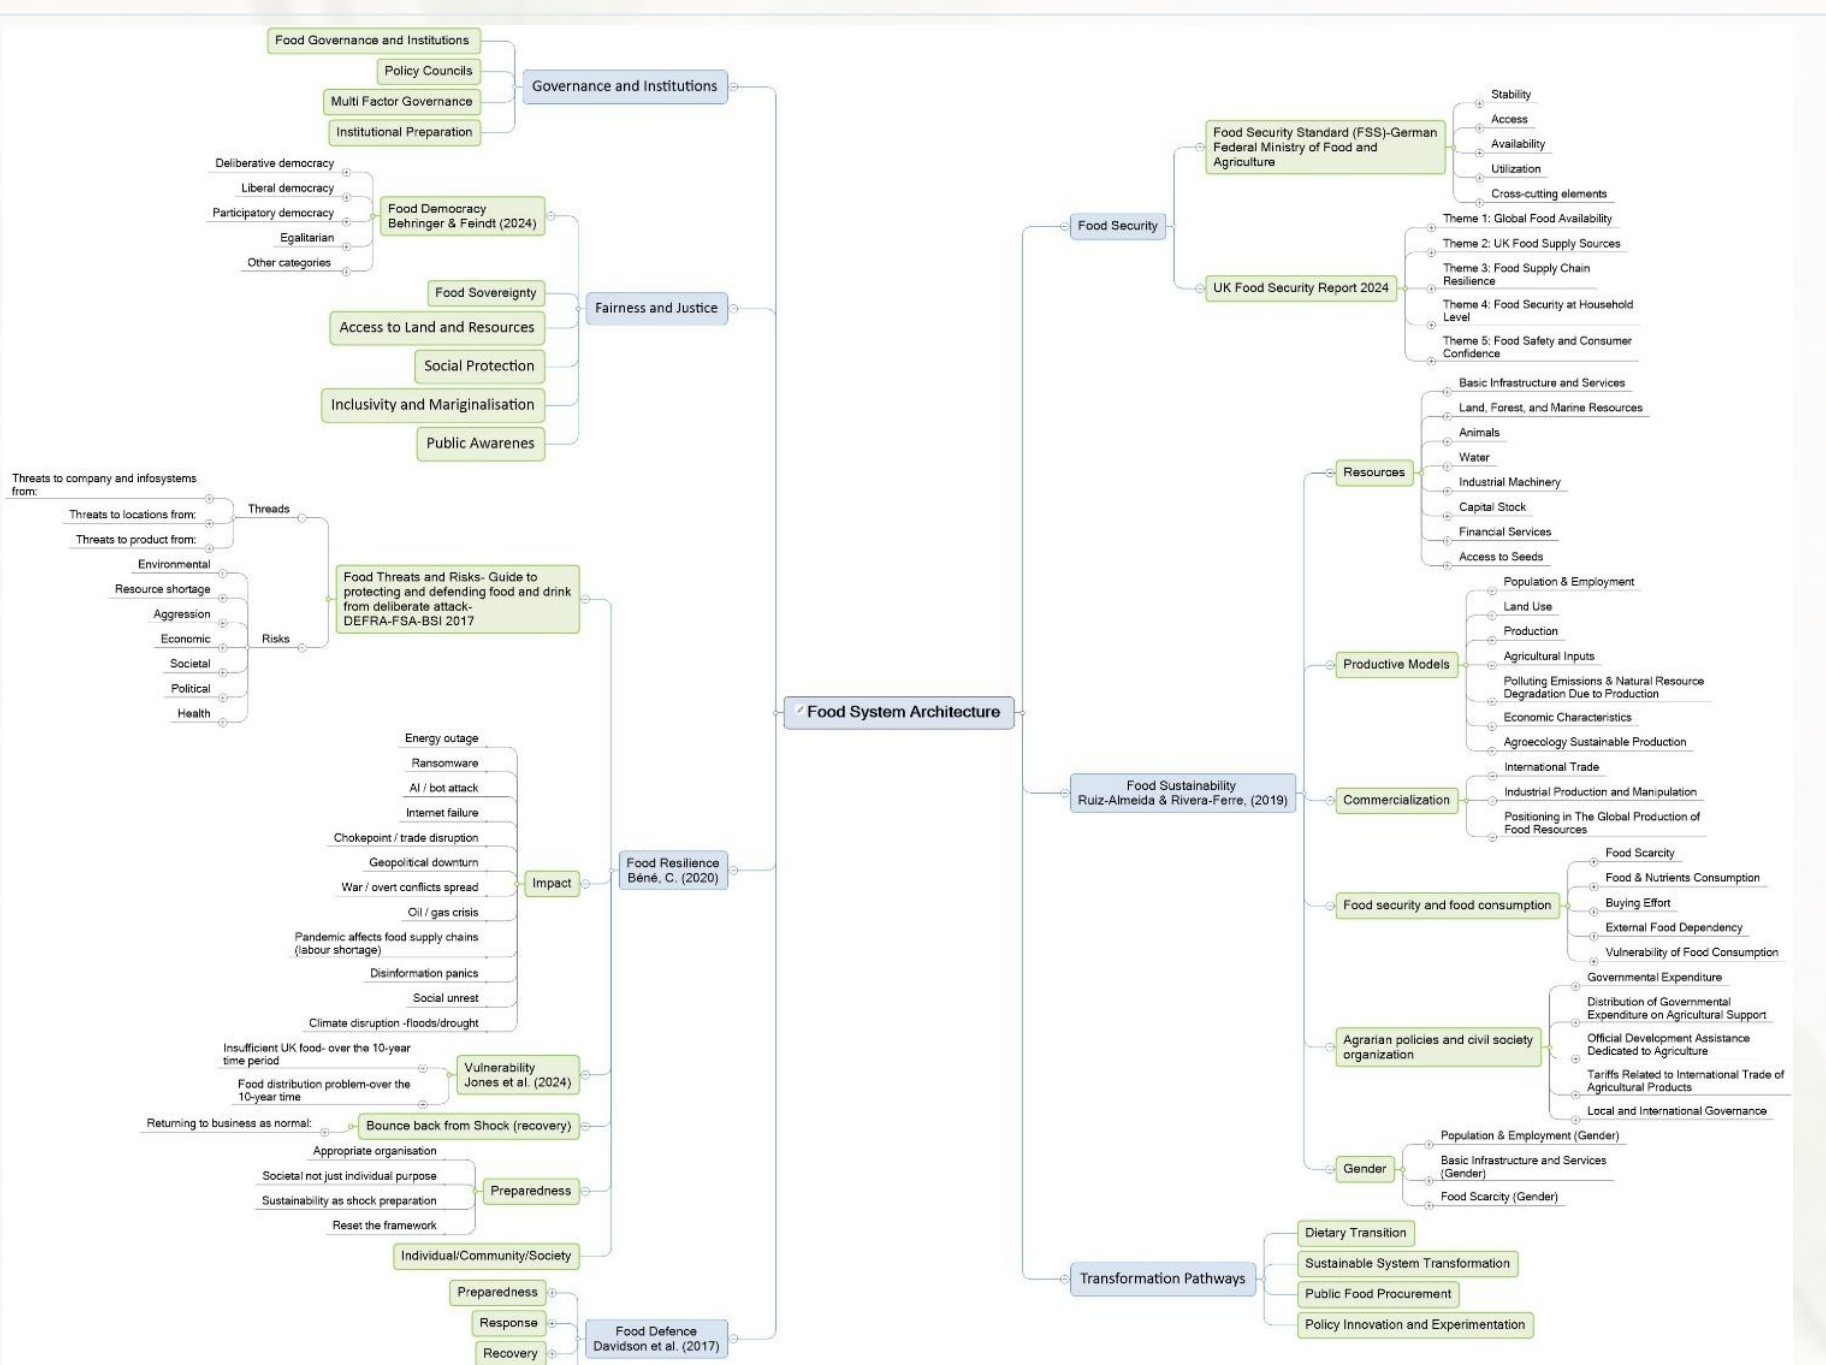 Food Governance and Institutions
Policy Councils
Multi Factor Governance
Institutional Preparation
Governance and Institutions
Deliberative democracy
Liberal democracy
Participatory democracy
Egalitarian
Other categories
Food Democracy
Behringer & Feindt (2024)
Food Sovereignty
Access to Land and Resources
Social Protection
Inclusivity and Mariginalisation
Public Awarenes
Fairness and Justice
Threats to company and infosystems
from:
Threats to locations from:
Threats to product from:
Threads
Environmental
Resource shortage
Aggression
Economic
Societal
Political
Health
Risks
Food Threats and Risks- Guide to
protecting and defending food and drink
from deliberate attack-
DEFRA-FSA-BSI 2017
Energy outage
Ransomware
AI / bot attack
Internet failure
Chokepoint / trade disruption
Geopolitical downturn
War / overt conflicts spread
Oil / gas crisis
Pandemic affects food supply chains
(labour shortage)
Disinformation panics
Social unrest
Climate disruption -floods/drought
Impact
Food Resilience
Béné, C. (2020)
Insufficient UK food- over the 10-year
time period
Food distribution problem-over the
10-year time
Vulnerability
Jones et al. (2024)
Returning to business as normal:
Bounce back from Shock (recovery)
Appropriate organisation
Societal not just individual purpose
Sustainability as shock preparation
Reset the framework
Preparedness
Individual/Community/Society
Preparedness
Response
Recovery
Food Defence
Davidson et al. (2017)
Food System Architecture
Food Security
Food Security Standard (FSS)-German
Federal Ministry of Food and
Agriculture
Stability
Access
Availability
Utilization
Cross-cutting elements
UK Food Security Report 2024
Theme 1: Global Food Availability
Theme 2: UK Food Supply Sources
Theme 3: Food Supply Chain
Resilience
Theme 4: Food Security at Household
Level
Theme 5: Food Safety and Consumer
Confidence
Food Sustainability
Ruiz-Almeida & Rivera-Ferre, (2019)
Resources
Basic Infrastructure and Services
Land, Forest, and Marine Resources
Animals
Water
Industrial Machinery
Capital Stock
Financial Services
Access to Seeds
Productive Models
Population & Employment
Land Use
Production
Agricultural Inputs
Polluting Emissions & Natural Resource
Degradation Due to Production
Economic Characteristics
Agroecology Sustainable Production
Commercialization
International Trade
Industrial Production and Manipulation
Positioning in The Global Production of
Food Resources
Food security and food consumption
Food Scarcity
Food & Nutrients Consumption
Buying Effort
External Food Dependency
Vulnerability of Food Consumption
Agrarian policies and civil society
organization
Governmental Expenditure
Distribution of Governmental
Expenditure on Agricultural Support
Official Development Assistance
Dedicated to Agriculture
Tariffs Related to International Trade of
Agricultural Products
Local and International Governance
Gender
Population & Employment (Gender)
Basic Infrastructure and Services
(Gender)
Food Scarcity (Gender)
Transformation Pathways
Dietary Transition
Sustainable System Transformation
Public Food Procurement
Policy Innovation and Experimentation